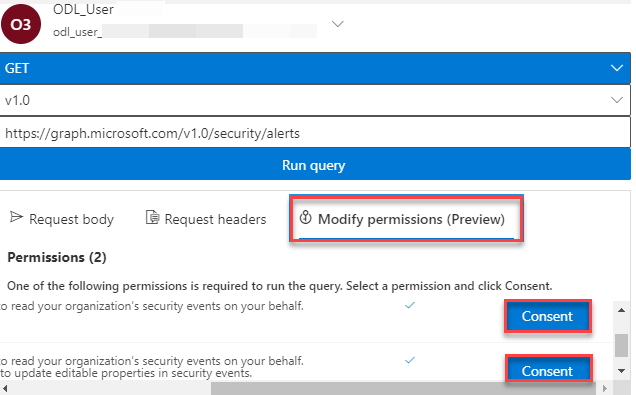 O3
ODL_User
odl_user_
GET
v1.0
https://graph.microsoft.com/v1.0/security/alerts
Run query
Request body
Request headers
Modify permissions (Preview)
Permissions (2)
One of the following permissions is required to run the query. Select a permission and click Consent.
to read your organization's security events on your behalf.
Consent
to read your organization's security events on your behalf.
to update editable properties in security events.
Consent